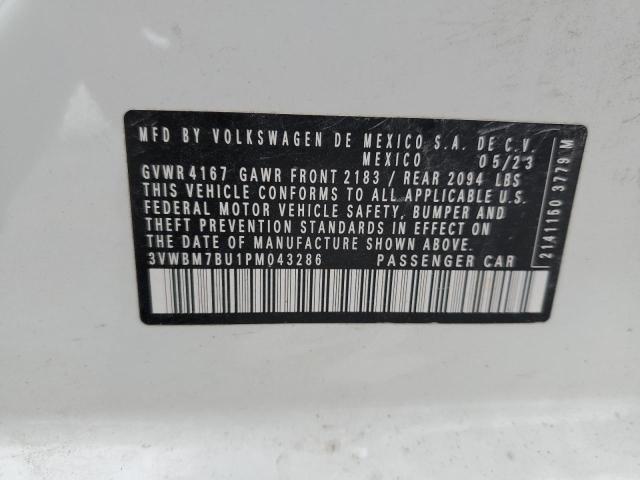 MFD BY VOLKSWAGEN DE MEXICO S.A. DE C.V.
MEXICO 05/23
GVWR 4167 GAWR FRONT 2183 / REAR 2094 LBS
THIS VEHICLE CONFORMS TO ALL APPLICABLE U.S.
FEDERAL MOTOR VEHICLE SAFETY, BUMPER AND
THEFT PREVENTION STANDARDS IN EFFECT ON
THE DATE OF MANUFACTURE SHOWN ABOVE.
3VWBM7BU1PM043286 PASSENGER CAR
21A1160 3779 M